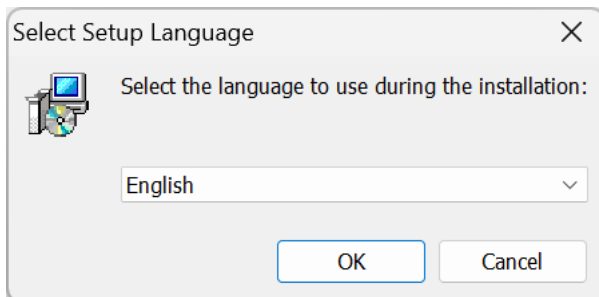 Select Setup Language
Select the language to use during the installation:
English
OK
Cancel